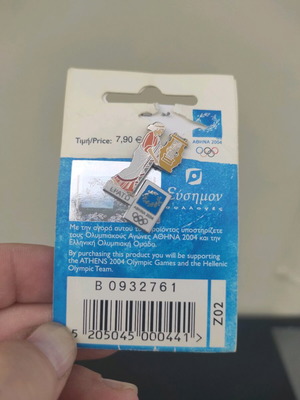 Τιμή/Price: 7,90 €
ΑΘΗΝΑ 2004
Εύσημον
Με την αγορά αυτού του προϊόντος υποστηρίζετε
τους Ολυμπιακούς Αγώνες ΑΘΗΝΑ 2004 και την
Ελληνική Ολυμπιακή Ομάδα.
By purchasing this product you will be supporting
the ATHENS 2004 Olympic Games and the Hellenic
Olympic Team.
B 0932761
Z02
5 205045 000441 >